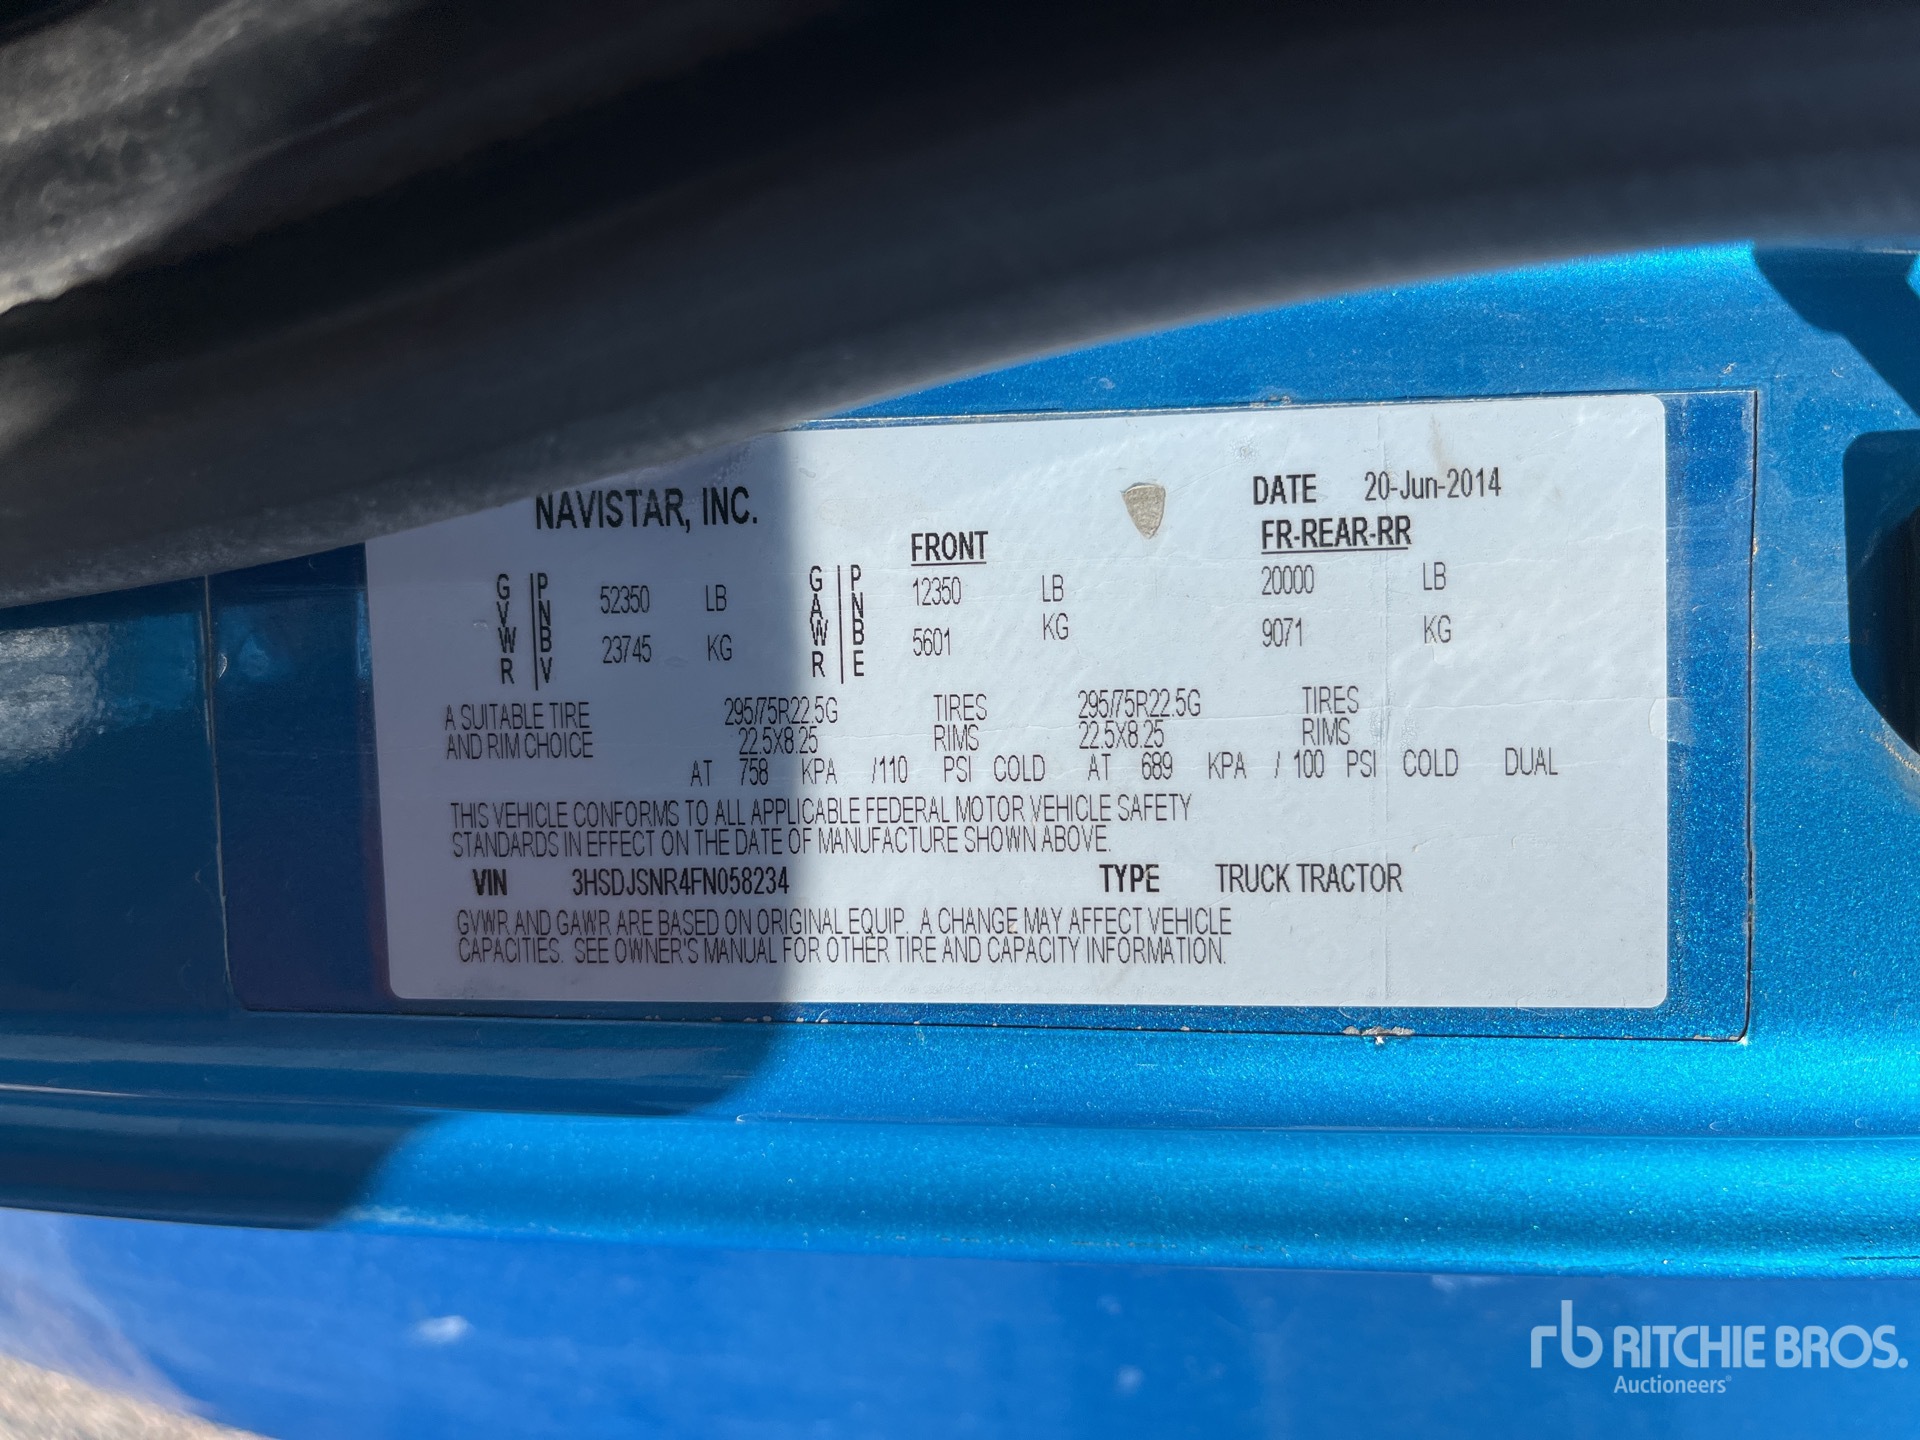 NAVISTAR, INC. DATE 20-Jun-2014
FRONT FR-REAR-RR
GVWR PNBV 52350 LB GAWR PNBE 12350 LB 20000 LB
23745 KG 5601 KG 9071 KG
A SUITABLE TIRE 295/75R22.5G TIRES 295/75R22.5G TIRES
AND RIM CHOICE 22.5X8.25 RIMS 22.5X8.25 RIMS
AT 758 KPA /110 PSI COLD AT 689 KPA / 100 PSI COLD DUAL
THIS VEHICLE CONFORMS TO ALL APPLICABLE FEDERAL MOTOR VEHICLE SAFETY
STANDARDS IN EFFECT ON THE DATE OF MANUFACTURE SHOWN ABOVE.
VIN 3HSDJSNR4FN058234 TYPE TRUCK TRACTOR
GVWR AND GAWR ARE BASED ON ORIGINAL EQUIP. A CHANGE MAY AFFECT VEHICLE
CAPACITIES. SEE OWNER'S MANUAL FOR OTHER TIRE AND CAPACITY INFORMATION.
rb RITCHIE BROS.
Auctioneers